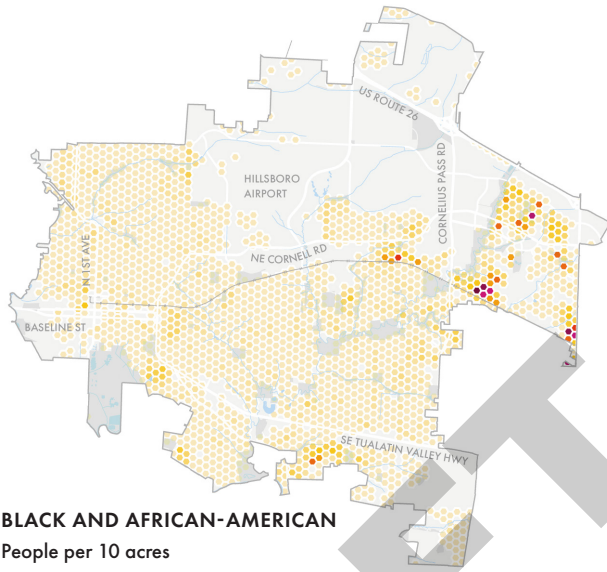 US ROUTE 26
CORNELIUS PASS RD
HILLSBORO
AIRPORT
N 1ST AVE
NE CORNELL RD
BASELINE ST
SE TUALATIN VALLEY HWY
BLACK AND AFRICAN-AMERICAN
People per 10 acres